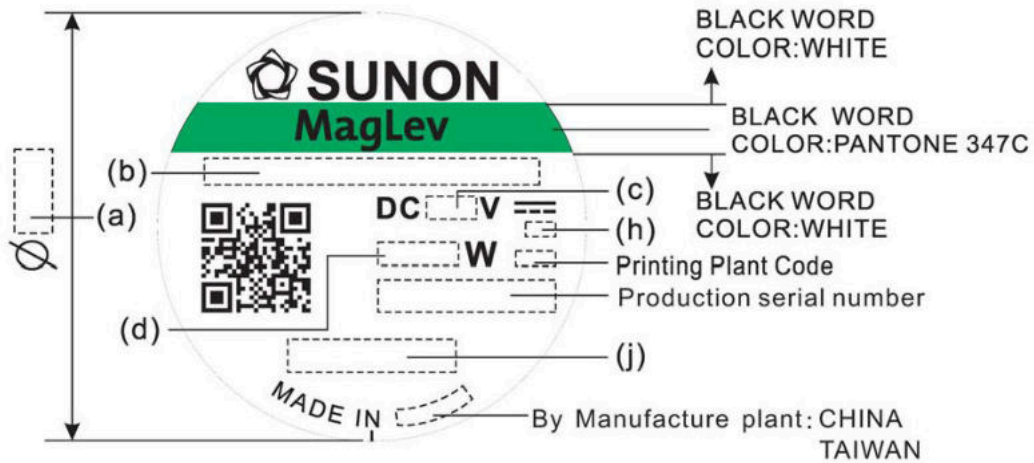 BLACK WORD
COLOR:WHITE
SUNON
MagLev
BLACK WORD
COLOR:PANTONE 347C
(b)
(c)
(a)
DC V
BLACK WORD
COLOR:WHITE
(h)
Ø
W
Printing Plant Code
Production serial number
(d)
(j)
MADE IN
By Manufacture plant: CHINA
TAIWAN